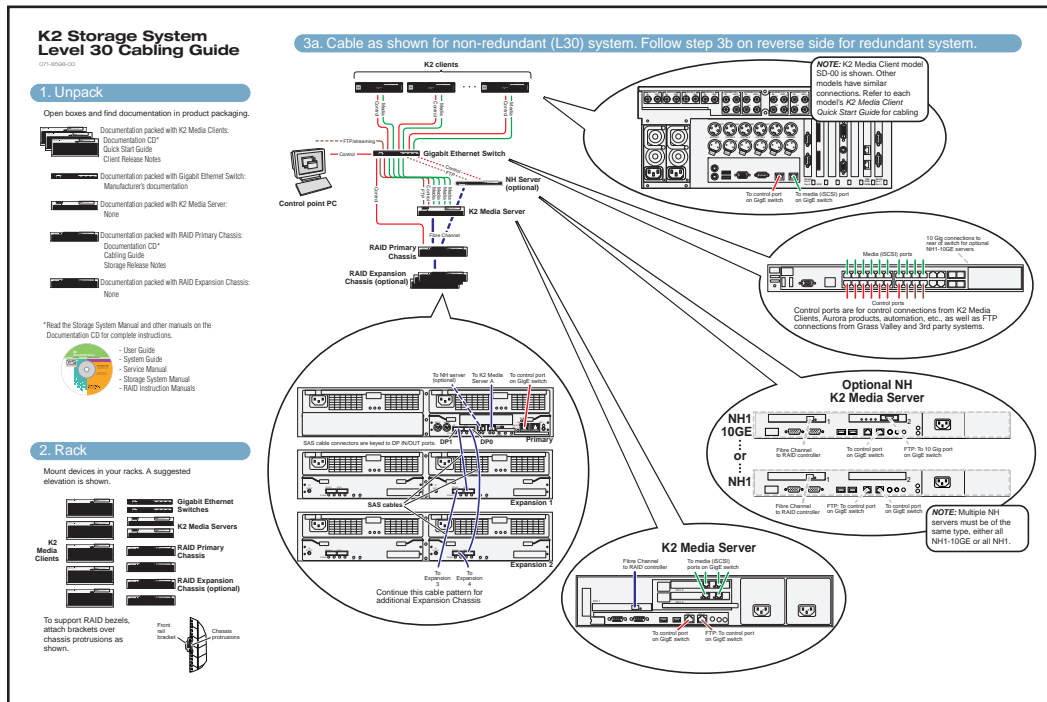 K2 Storage System
Level 30 Cabling Guide
071-8598-00
1. Unpack
Open boxes and find documentation in product packaging.
Documentation packed with K2 Media Clients:
Documentation CD*
Quick Start Guide
Client Release Notes
Documentation packed with Gigabit Ethernet Switch:
Manufacturer's documentation
Documentation packed with K2 Media Server:
None
Documentation packed with RAID Primary Chassis:
Documentation CD*
Cabling Guide
Storage Release Notes
Documentation packed with RAID Expansion Chassis:
None
*Read the Storage System Manual and other manuals on the
Documentation CD for complete instructions.
- User Guide
- System Guide
- Service Manual
- Storage System Manual
- RAID Instruction Manuals
2. Rack
Mount devices in your racks. A suggested
elevation is shown.
K2
Media
Clients
Gigabit Ethernet
Switches
K2 Media Servers
RAID Primary
Chassis
RAID Expansion
Chassis (optional)
To support RAID bezels,
attach brackets over
chassis protrusions as
shown.
Front
rail
bracket
Chassis
protrusions
3a. Cable as shown for non-redundant (L30) system. Follow step 3b on reverse side for redundant system.
K2 clients
Control
Media
Control
Media
Control
Media
FTP/streaming
Control
Gigabit Ethernet Switch
Control
FTP
NH Server
(optional)
Control point PC
Control
FTP
Control
Media
Media
Media
Media
K2 Media Server
Fibre Channel
RAID Primary
Chassis
RAID Expansion
Chassis (optional)
NOTE: K2 Media Client model
SD-00 is shown. Other
models have similar
connections. Refer to each
model's K2 Media Client
Quick Start Guide for cabling
To control port
on GigE switch
To media (iSCSI) port
on GigE switch
10 Gig connections to
rear of switch for optional
NH1-10GE servers
Media (iSCSI) ports
Control ports
Control ports are for control connections from K2 Media
Clients, Aurora products, automation, etc., as well as FTP
connections from Grass Valley and 3rd party systems.
To NH server
(optional)
To K2 Media
Server A
To control port
on GigE switch
SAS cable connectors are keyed to DP IN/OUT ports.
DP1
DP0
Primary
SAS cables
Expansion 1
Expansion 2
To
Expansion
3
To
Expansion
4
Continue this cable pattern for
additional Expansion Chassis
Optional NH
K2 Media Server
NH1
10GE
1
2
Fibre Channel
to RAID controller
To control port
on GigE switch
FTP: To 10 Gig port
on GigE switch
or
NH1
1
2
Fibre Channel
to RAID controller
FTP: To control port
on GigE switch
To control port
on GigE switch
NOTE: Multiple NH
servers must be of the
same type, either all
NH1-10GE or all NH1.
K2 Media Server
Fibre Channel
to RAID controller
To media (iSCSI)
ports on GigE switch
To control port
on GigE switch
FTP: To control port
on GigE switch